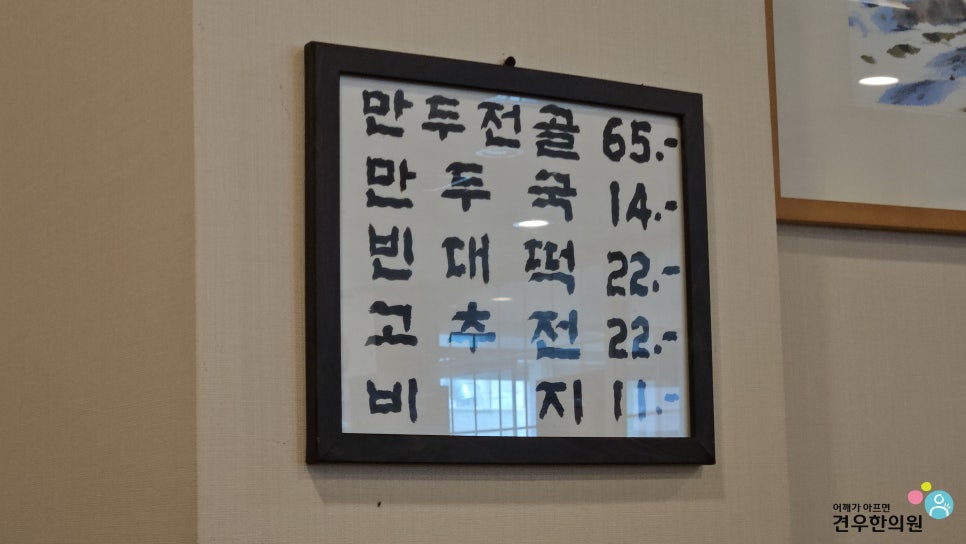 만두전골 65.-
만두국 14.-
빈대떡 22.-
고추전 22.-
비지 11.-
어깨가 아프면
견우한의원